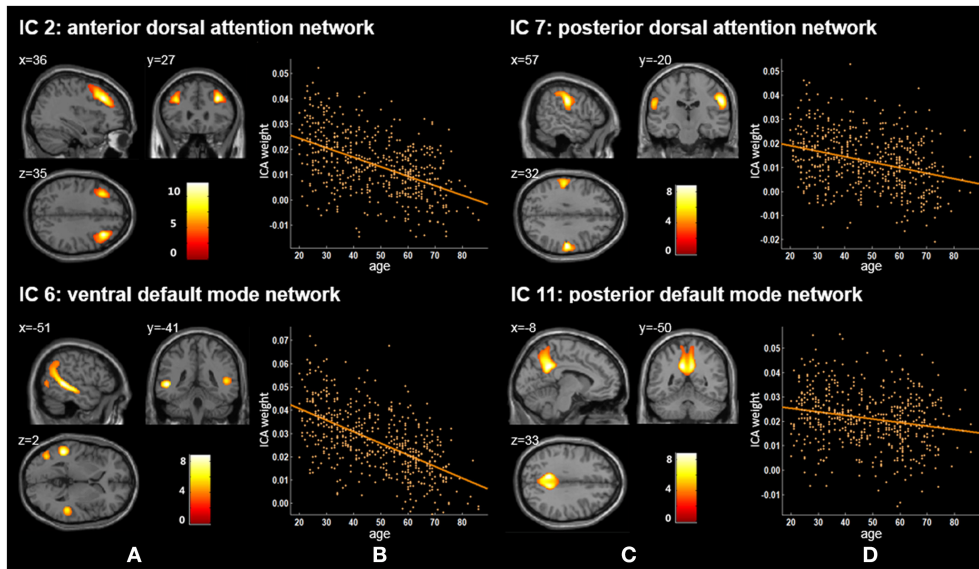 IC 2: anterior dorsal attention network
x=36
y=27
z=35
10
5
0
ICA weight
0.05
0.04
0.03
0.02
0.01
0.00
-0.01
20 30 40 50 60 70 80
age
IC 7: posterior dorsal attention network
x=57
y=-20
z=32
8
4
0
ICA weight
0.05
0.04
0.03
0.02
0.01
0.00
-0.01
-0.02
20 30 40 50 60 70 80
age
IC 6: ventral default mode network
x=-51
y=-41
z=2
8
4
0
ICA weight
0.07
0.06
0.05
0.04
0.03
0.02
0.01
0.00
20 30 40 50 60 70 80
age
IC 11: posterior default mode network
x=-8
y=-50
z=33
8
4
0
ICA weight
0.05
0.04
0.03
0.02
0.01
0.00
-0.01
20 30 40 50 60 70 80
age
A B C D